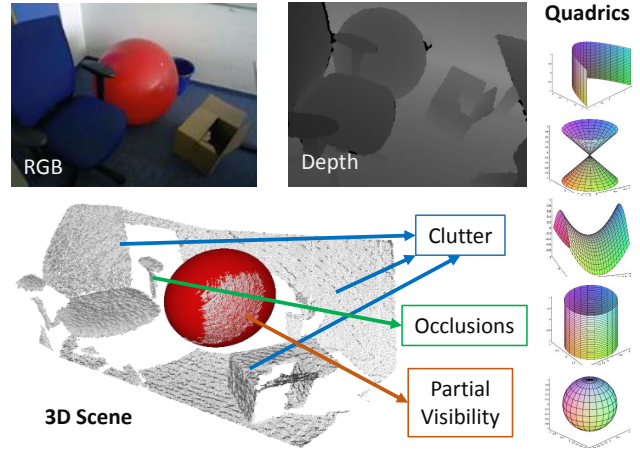 Quadrics
RGB
Depth
Clutter
Occlusions
Partial
Visibility
3D Scene